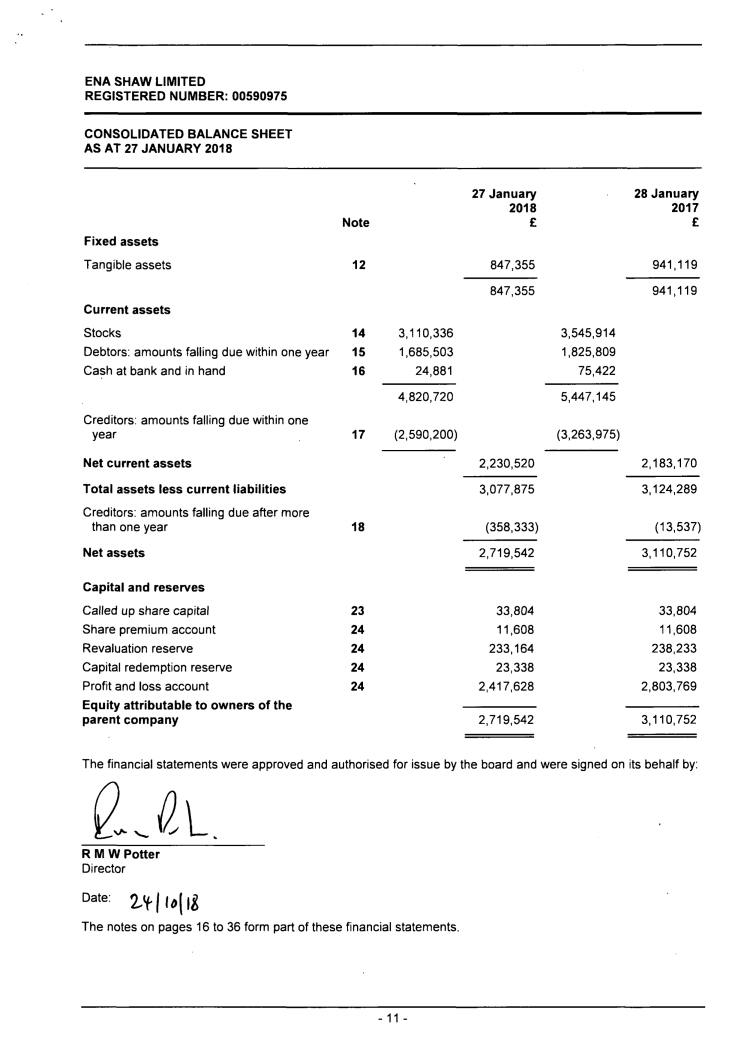 ENA SHAW LIMITED
REGISTERED NUMBER: 00590975
CONSOLIDATED BALANCE SHEET
AS AT 27 JANUARY 2018
27 January 28 January
2018 2017
Note £ £
Fixed assets
Tangible assets 12 847,355 941,119
847,355 941,119
Current assets
Stocks 14 3,110,336 3,545,914
Debtors: amounts falling due within one year 15 1,685,503 1,825,809
Cash at bank and in hand 16 24,881 75,422
4,820,720 5,447,145
Creditors: amounts falling due within one
year 17 (2,590,200) (3,263,975)
Net current assets 2,230,520 2,183,170
Total assets less current liabilities 3,077,875 3,124,289
Creditors: amounts falling due after more
than one year 18 (358,333) (13,537)
Net assets 2,719,542 3,110,752
Capital and reserves
Called up share capital 23 33,804 33,804
Share premium account 24 11,608 11,608
Revaluation reserve 24 233,164 238,233
Capital redemption reserve 24 23,338 23,338
Profit and loss account 24 2,417,628 2,803,769
Equity attributable to owners of the
parent company 2,719,542 3,110,752
The financial statements were approved and authorised for issue by the board and were signed on its behalf by:
R M W Potter
Director
Date: 24/10/18
The notes on pages 16 to 36 form part of these financial statements.
- 11 -